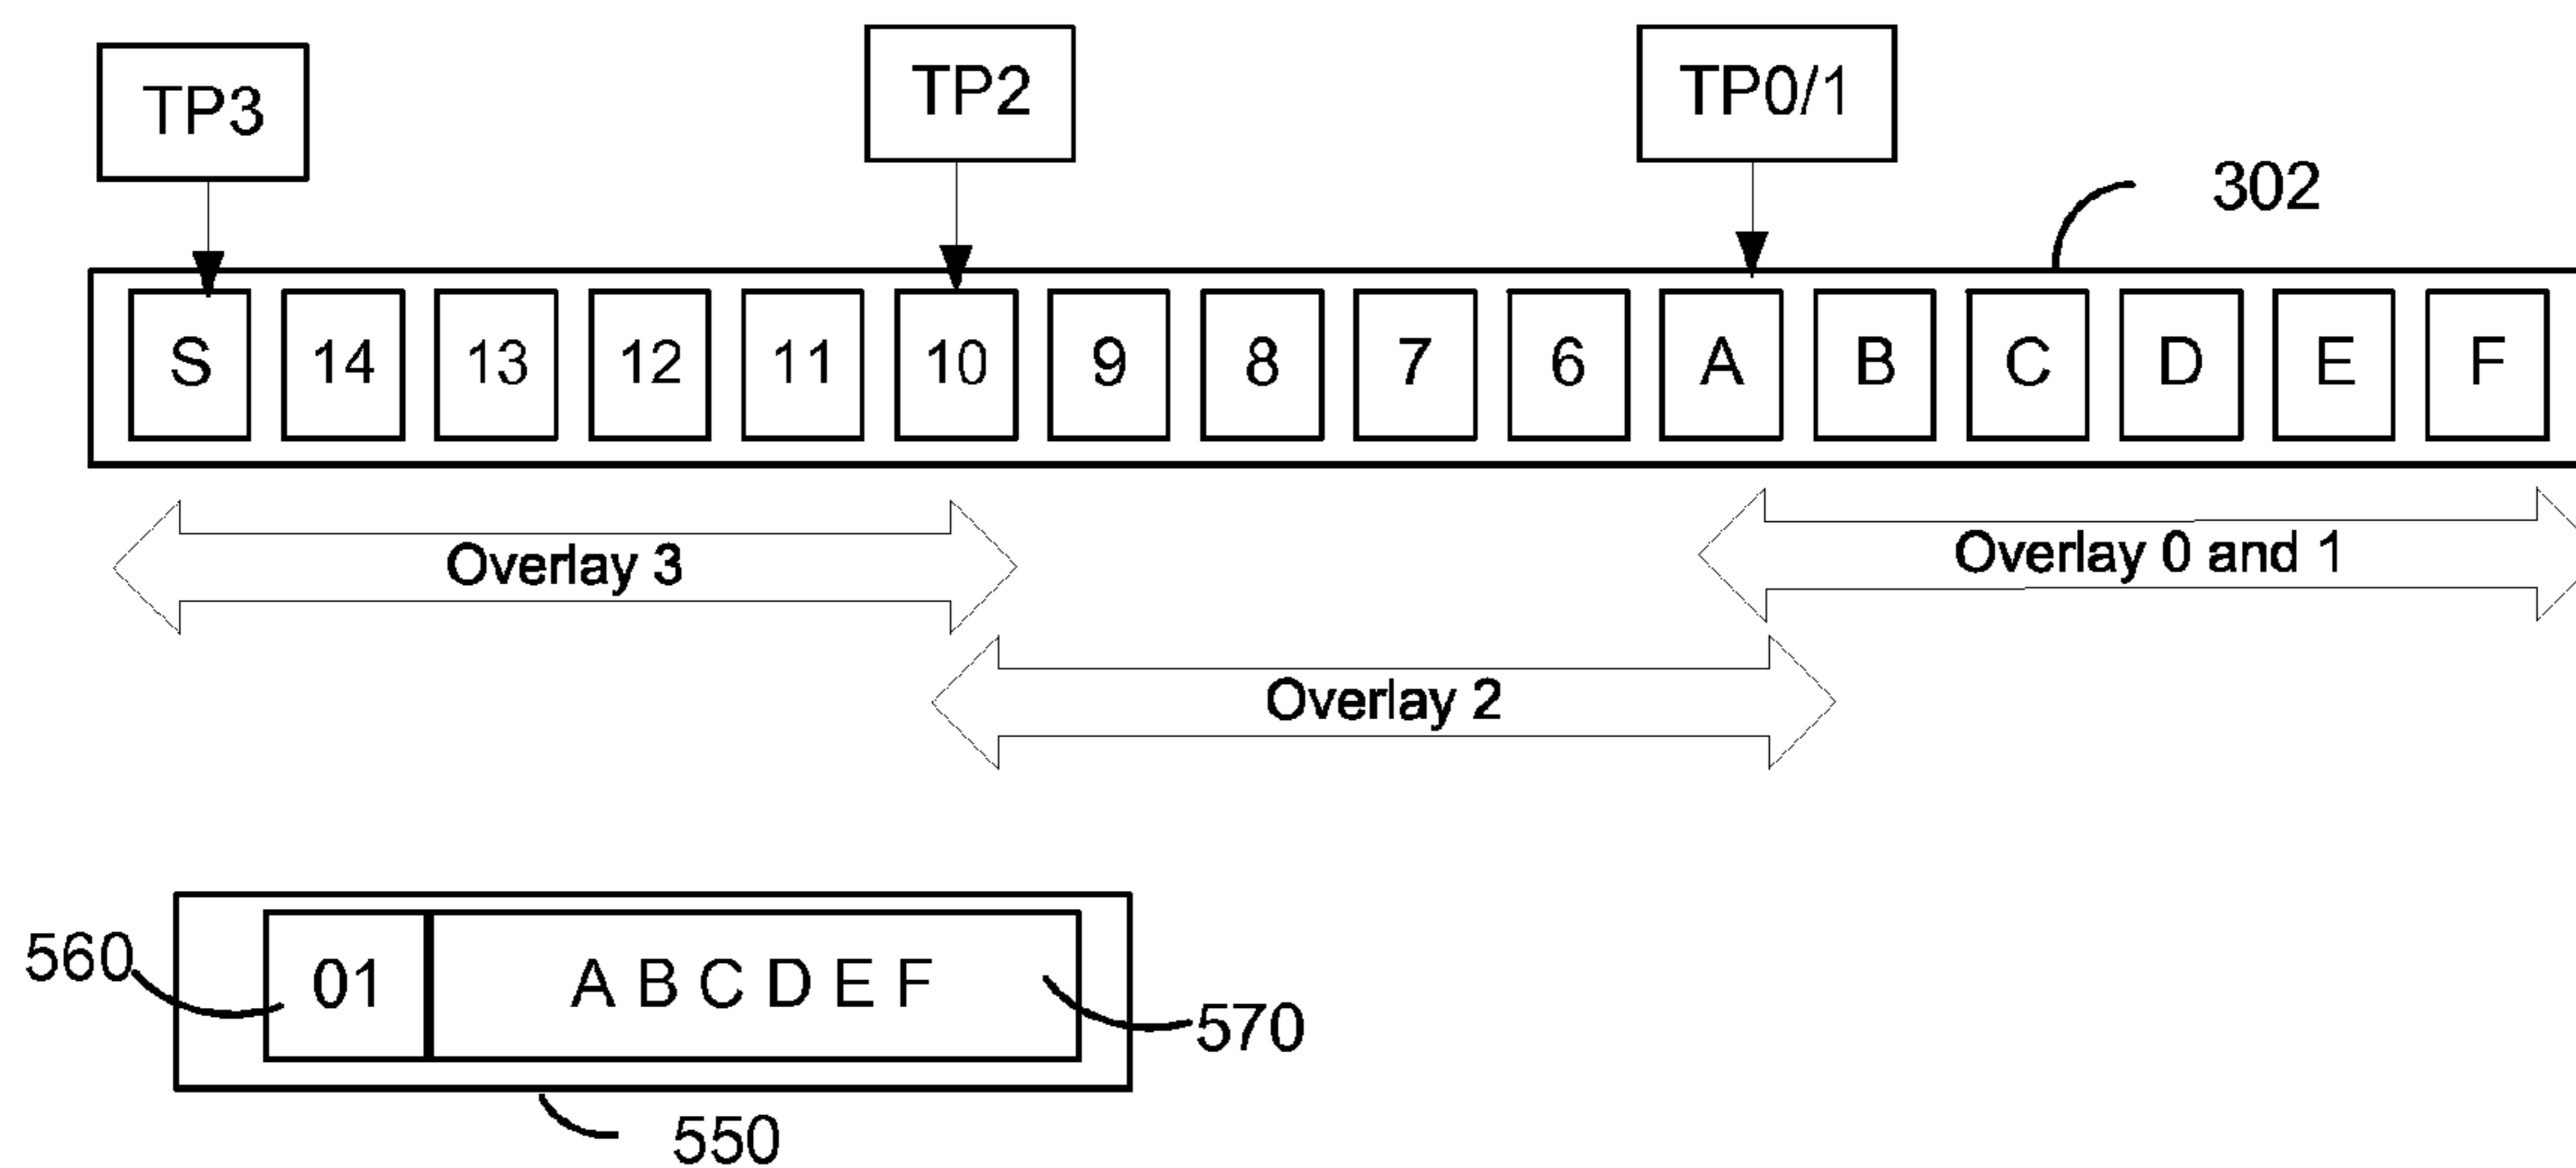 TP3 TP2 TP0/1
302
S 14 13 12 11 10 9 8 7 6 A B C D E F
Overlay 3 Overlay 0 and 1
Overlay 2
560 01 A B C D E F 570
550